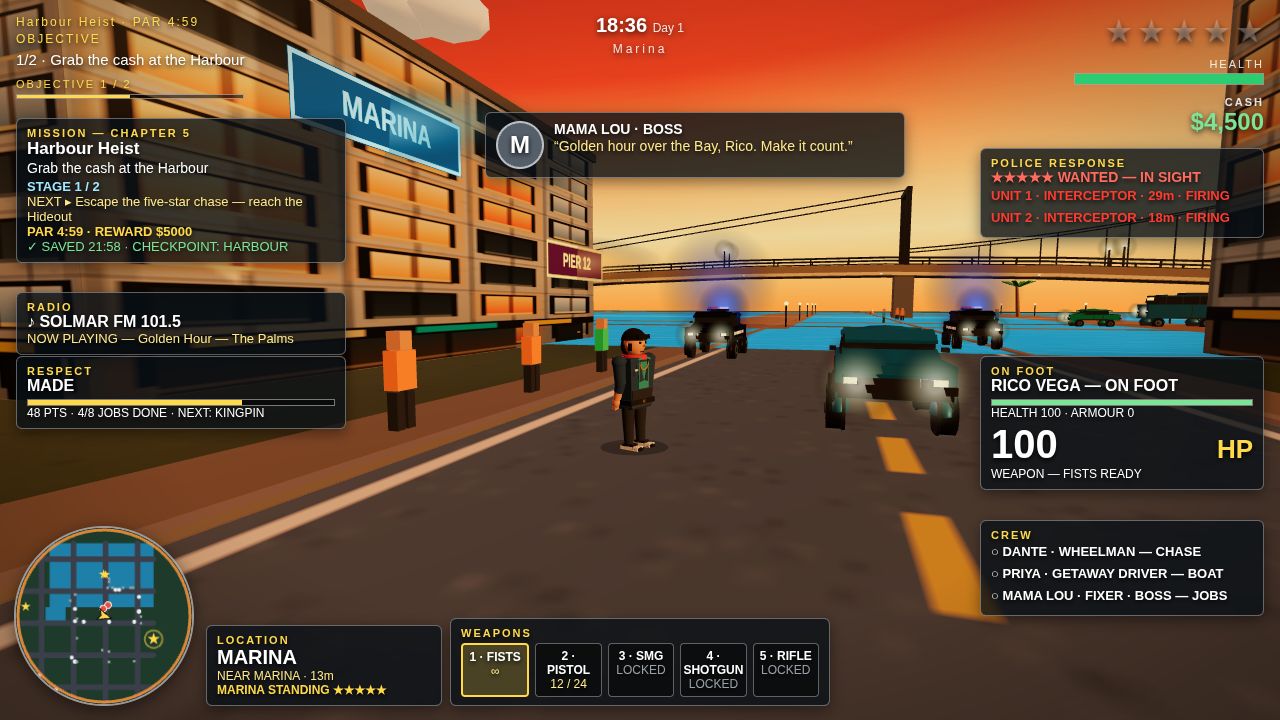 Harbour Heist · PAR 4:59
OBJECTIVE
1/2 · Grab the cash at the Harbour
OBJECTIVE 1 / 2
18:36 Day 1
Marina
★★★★★
HEALTH
CASH
$4,500
MISSION — CHAPTER 5
Harbour Heist
Grab the cash at the Harbour
STAGE 1 / 2
NEXT ▸ Escape the five-star chase — reach the
Hideout
PAR 4:59 · REWARD $5000
✓ SAVED 21:58 · CHECKPOINT: HARBOUR
MARINA
M
MAMA LOU · BOSS
“Golden hour over the Bay, Rico. Make it count.”
POLICE RESPONSE
★★★★★ WANTED — IN SIGHT
UNIT 1 · INTERCEPTOR · 29m · FIRING
UNIT 2 · INTERCEPTOR · 18m · FIRING
PIER 12
RADIO
♪ SOLMAR FM 101.5
NOW PLAYING — Golden Hour — The Palms
RESPECT
MADE
48 PTS · 4/8 JOBS DONE · NEXT: KINGPIN
ON FOOT
RICO VEGA — ON FOOT
HEALTH 100 · ARMOUR 0
100 HP
WEAPON — FISTS READY
CREW
○ DANTE · WHEELMAN — CHASE
○ PRIYA · GETAWAY DRIVER — BOAT
○ MAMA LOU · FIXER · BOSS — JOBS
LOCATION
MARINA
NEAR MARINA · 13m
MARINA STANDING ★★★★★
WEAPONS
1 · FISTS
∞
2 ·
PISTOL
12 / 24
3 · SMG
LOCKED
4 ·
SHOTGUN
LOCKED
5 · RIFLE
LOCKED